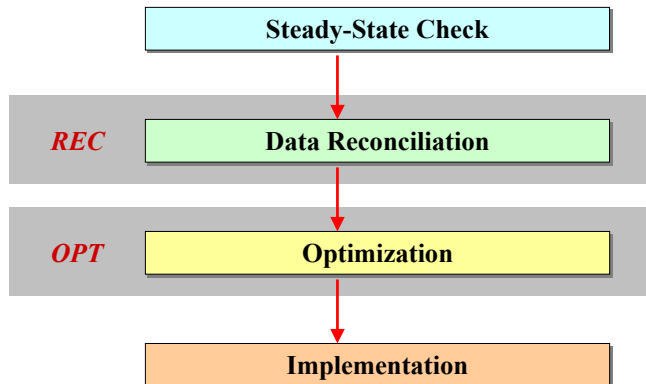 Steady-State Check
REC
Data Reconciliation
OPT
Optimization
Implementation